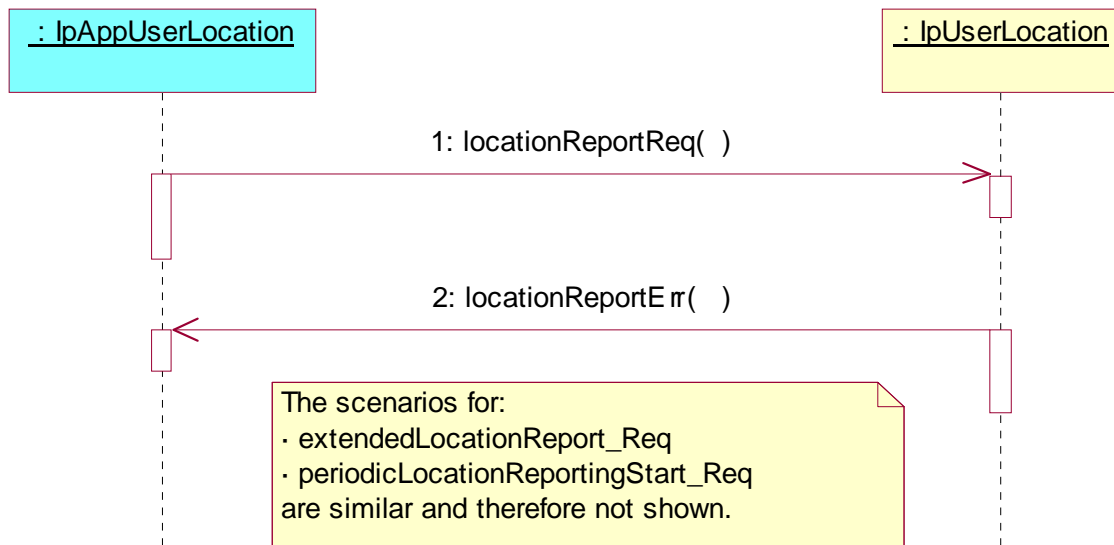 : IpAppUserLocation
: IpUserLocation
1: locationReportReq( )
2: locationReportErr( )
The scenarios for:
· extendedLocationReport_Req
· periodicLocationReportingStart_Req
are similar and therefore not shown.